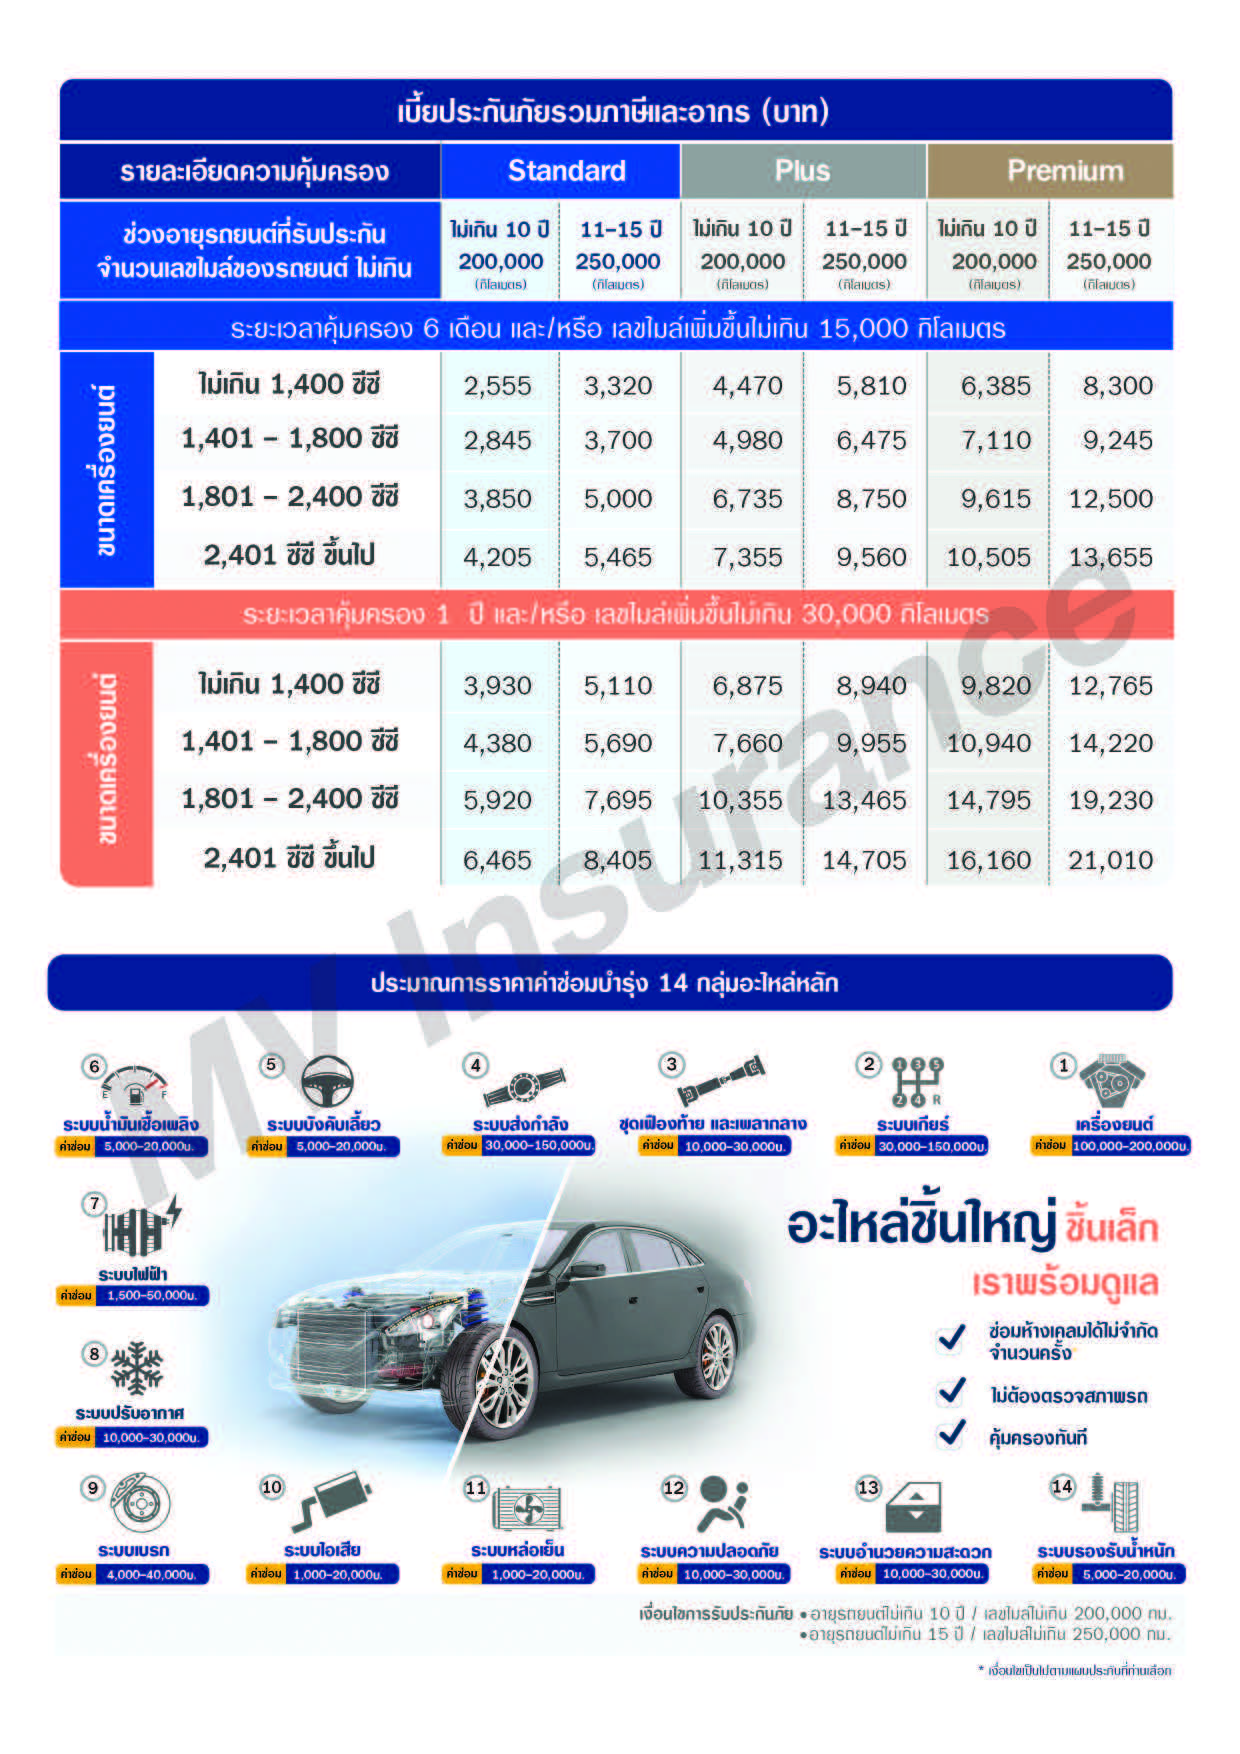 เบี้ยประกันภัยรวมภาษีและอากร (บาท)
รายละเอียดความคุ้มครอง Standard Plus Premium
ช่วงอายุรถยนต์ที่รับประกัน ไม่เกิน 10 ปี 11-15 ปี ไม่เกิน 10 ปี 11-15 ปี ไม่เกิน 10 ปี 11-15 ปี
จำนวนเลขไมล์ของรถยนต์ ไม่เกิน 200,000 250,000 200,000 250,000 200,000 250,000
(กิโลเมตร) (กิโลเมตร) (กิโลเมตร) (กิโลเมตร) (กิโลเมตร) (กิโลเมตร)
ระยะเวลาคุ้มครอง 6 เดือน และ/หรือ เลขไมล์เพิ่มขึ้นไม่เกิน 15,000 กิโลเมตร
ขนาดเครื่องยนต์
ไม่เกิน 1,400 ซีซี 2,555 3,320 4,470 5,810 6,385 8,300
1,401 – 1,800 ซีซี 2,845 3,700 4,980 6,475 7,110 9,245
1,801 – 2,400 ซีซี 3,850 5,000 6,735 8,750 9,615 12,500
2,401 ซีซี ขึ้นไป 4,205 5,465 7,355 9,560 10,505 13,655
ระยะเวลาคุ้มครอง 1 ปี และ/หรือ เลขไมล์เพิ่มขึ้นไม่เกิน 30,000 กิโลเมตร
ขนาดเครื่องยนต์
ไม่เกิน 1,400 ซีซี 3,930 5,110 6,875 8,940 9,820 12,765
1,401 – 1,800 ซีซี 4,380 5,690 7,660 9,955 10,940 14,220
1,801 – 2,400 ซีซี 5,920 7,695 10,355 13,465 14,795 19,230
2,401 ซีซี ขึ้นไป 6,465 8,405 11,315 14,705 16,160 21,010
MV Insurance
ประมาณการราคาค่าซ่อมบำรุง 14 กลุ่มอะไหล่หลัก
6 5 4 3 2 1
E F
1 3 5
2 4 R
ระบบน้ำมันเชื้อเพลิง ระบบบังคับเลี้ยว ระบบส่งกำลัง ชุดเฟืองท้าย และเพลากลาง ระบบเกียร์ เครื่องยนต์
ค่าซ่อม 5,000–20,000บ. ค่าซ่อม 5,000–20,000บ. ค่าซ่อม 30,000–150,000บ. ค่าซ่อม 10,000–30,000บ. ค่าซ่อม 30,000–150,000บ. ค่าซ่อม 100,000–200,000บ.
7
ระบบไฟฟ้า
ค่าซ่อม 1,500–50,000บ.
อะไหล่ชิ้นใหญ่ ชิ้นเล็ก
เราพร้อมดูแล
ซ่อมห้างเคลมได้ไม่จำกัด
จำนวนครั้ง
ไม่ต้องตรวจสภาพรถ
คุ้มครองทันที
8
ระบบปรับอากาศ
ค่าซ่อม 10,000–30,000บ.
9 10 11 12 13 14
ระบบเบรก ระบบไอเสีย ระบบหล่อเย็น ระบบความปลอดภัย ระบบอำนวยความสะดวก ระบบรองรับน้ำหนัก
ค่าซ่อม 4,000–40,000บ. ค่าซ่อม 1,000–20,000บ. ค่าซ่อม 1,000–20,000บ. ค่าซ่อม 10,000–30,000บ. ค่าซ่อม 10,000–30,000บ. ค่าซ่อม 5,000–20,000บ.
เงื่อนไขการรับประกันภัย •อายุรถยนต์ไม่เกิน 10 ปี / เลขไมล์ไม่เกิน 200,000 กม.
•อายุรถยนต์ไม่เกิน 15 ปี / เลขไมล์ไม่เกิน 250,000 กม.
* เงื่อนไขเป็นไปตามแผนประกันที่ท่านเลือก